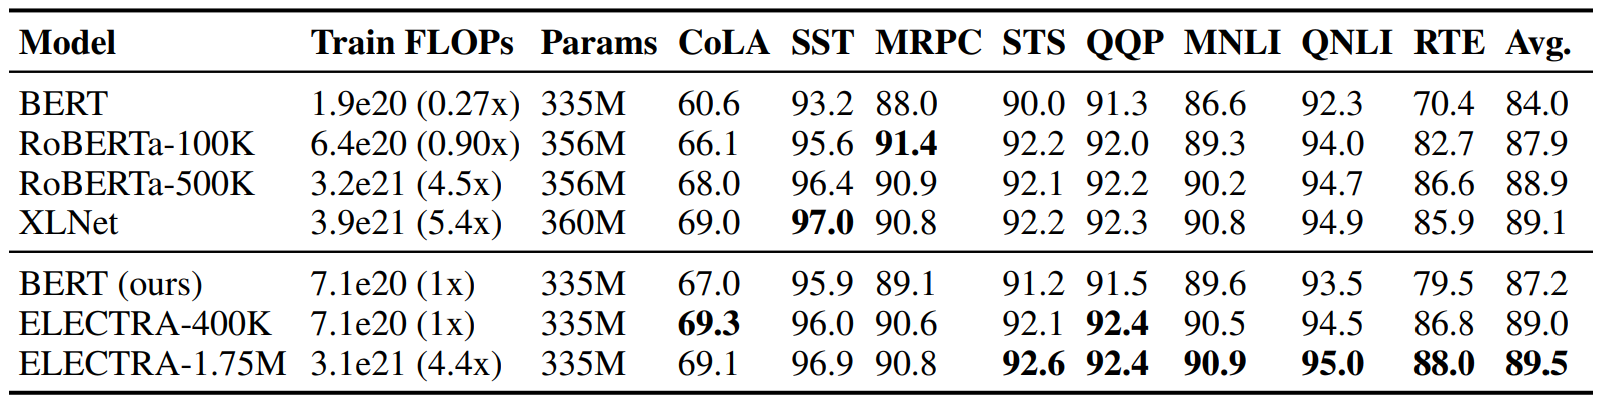 Model Train FLOPs Params CoLA SST MRPC STS QQP MNLI QNLI RTE Avg.
BERT 1.9e20 (0.27x) 335M 60.6 93.2 88.0 90.0 91.3 86.6 92.3 70.4 84.0
RoBERTa-100K 6.4e20 (0.90x) 356M 66.1 95.6 91.4 92.2 92.0 89.3 94.0 82.7 87.9
RoBERTa-500K 3.2e21 (4.5x) 356M 68.0 96.4 90.9 92.1 92.2 90.2 94.7 86.6 88.9
XLNet 3.9e21 (5.4x) 360M 69.0 97.0 90.8 92.2 92.3 90.8 94.9 85.9 89.1
BERT (ours) 7.1e20 (1x) 335M 67.0 95.9 89.1 91.2 91.5 89.6 93.5 79.5 87.2
ELECTRA-400K 7.1e20 (1x) 335M 69.3 96.0 90.6 92.1 92.4 90.5 94.5 86.8 89.0
ELECTRA-1.75M 3.1e21 (4.4x) 335M 69.1 96.9 90.8 92.6 92.4 90.9 95.0 88.0 89.5